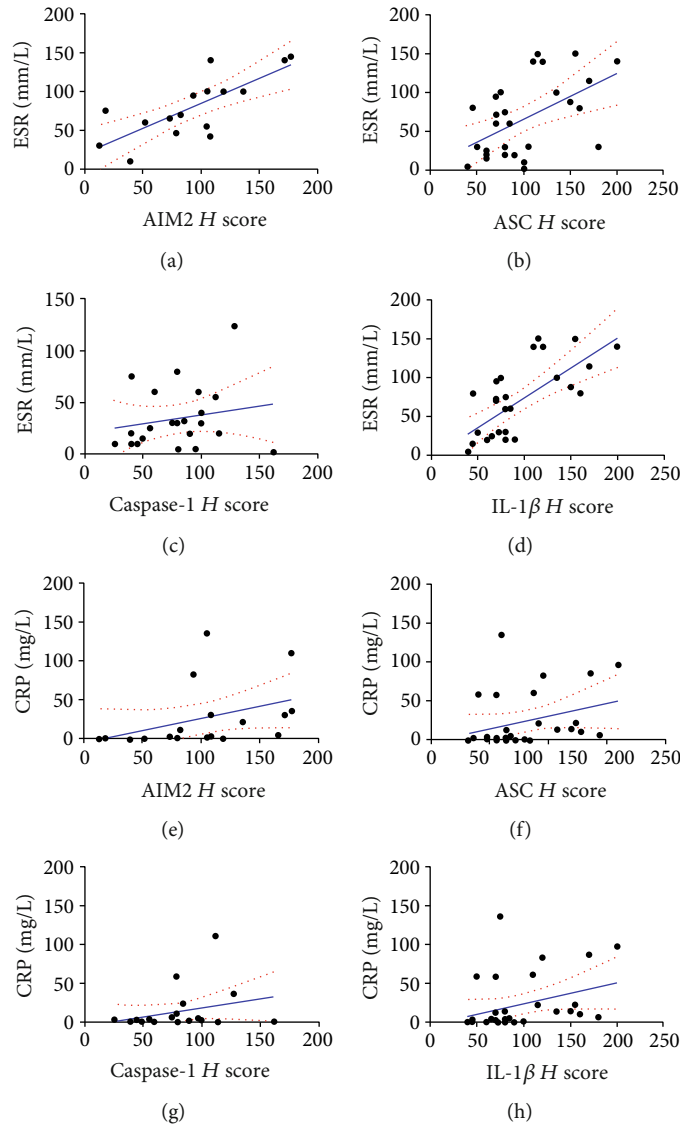 200
150
100
50
0
ESR (mm/L)
0 50 100 150 200
AIM2 H score
(a)
200
150
100
50
0
ESR (mm/L)
0 50 100 150 200 250
ASC H score
(b)
150
100
50
0
ESR (mm/L)
0 50 100 150 200
Caspase-1 H score
(c)
200
150
100
50
0
ESR (mm/L)
0 50 100 150 200 250
IL-1β H score
(d)
200
150
100
50
0
CRP (mg/L)
0 50 100 150 200
AIM2 H score
(e)
200
150
100
50
0
CRP (mg/L)
0 50 100 150 200 250
ASC H score
(f)
200
150
100
50
0
CRP (mg/L)
0 50 100 150 200
Caspase-1 H score
(g)
200
150
100
50
0
CRP (mg/L)
0 50 100 150 200 250
IL-1β H score
(h)